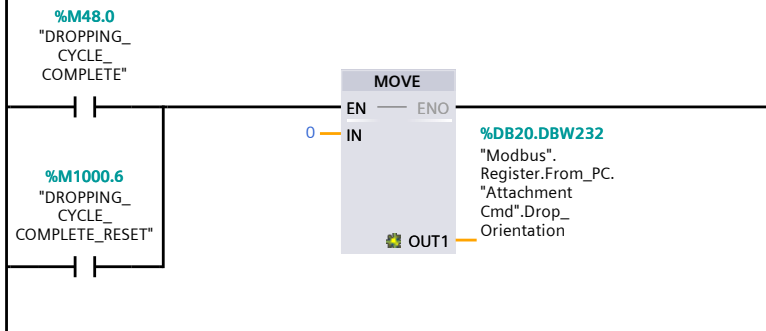 %M48.0
"DROPPING_
CYCLE_
COMPLETE"
MOVE
EN
ENO
0
IN
%DB20.DBW232
"Modbus".
Register.From_PC.
"Attachment
Cmd".Drop_
Orientation
OUT1
%M1000.6
"DROPPING_
CYCLE_
COMPLETE_RESET"